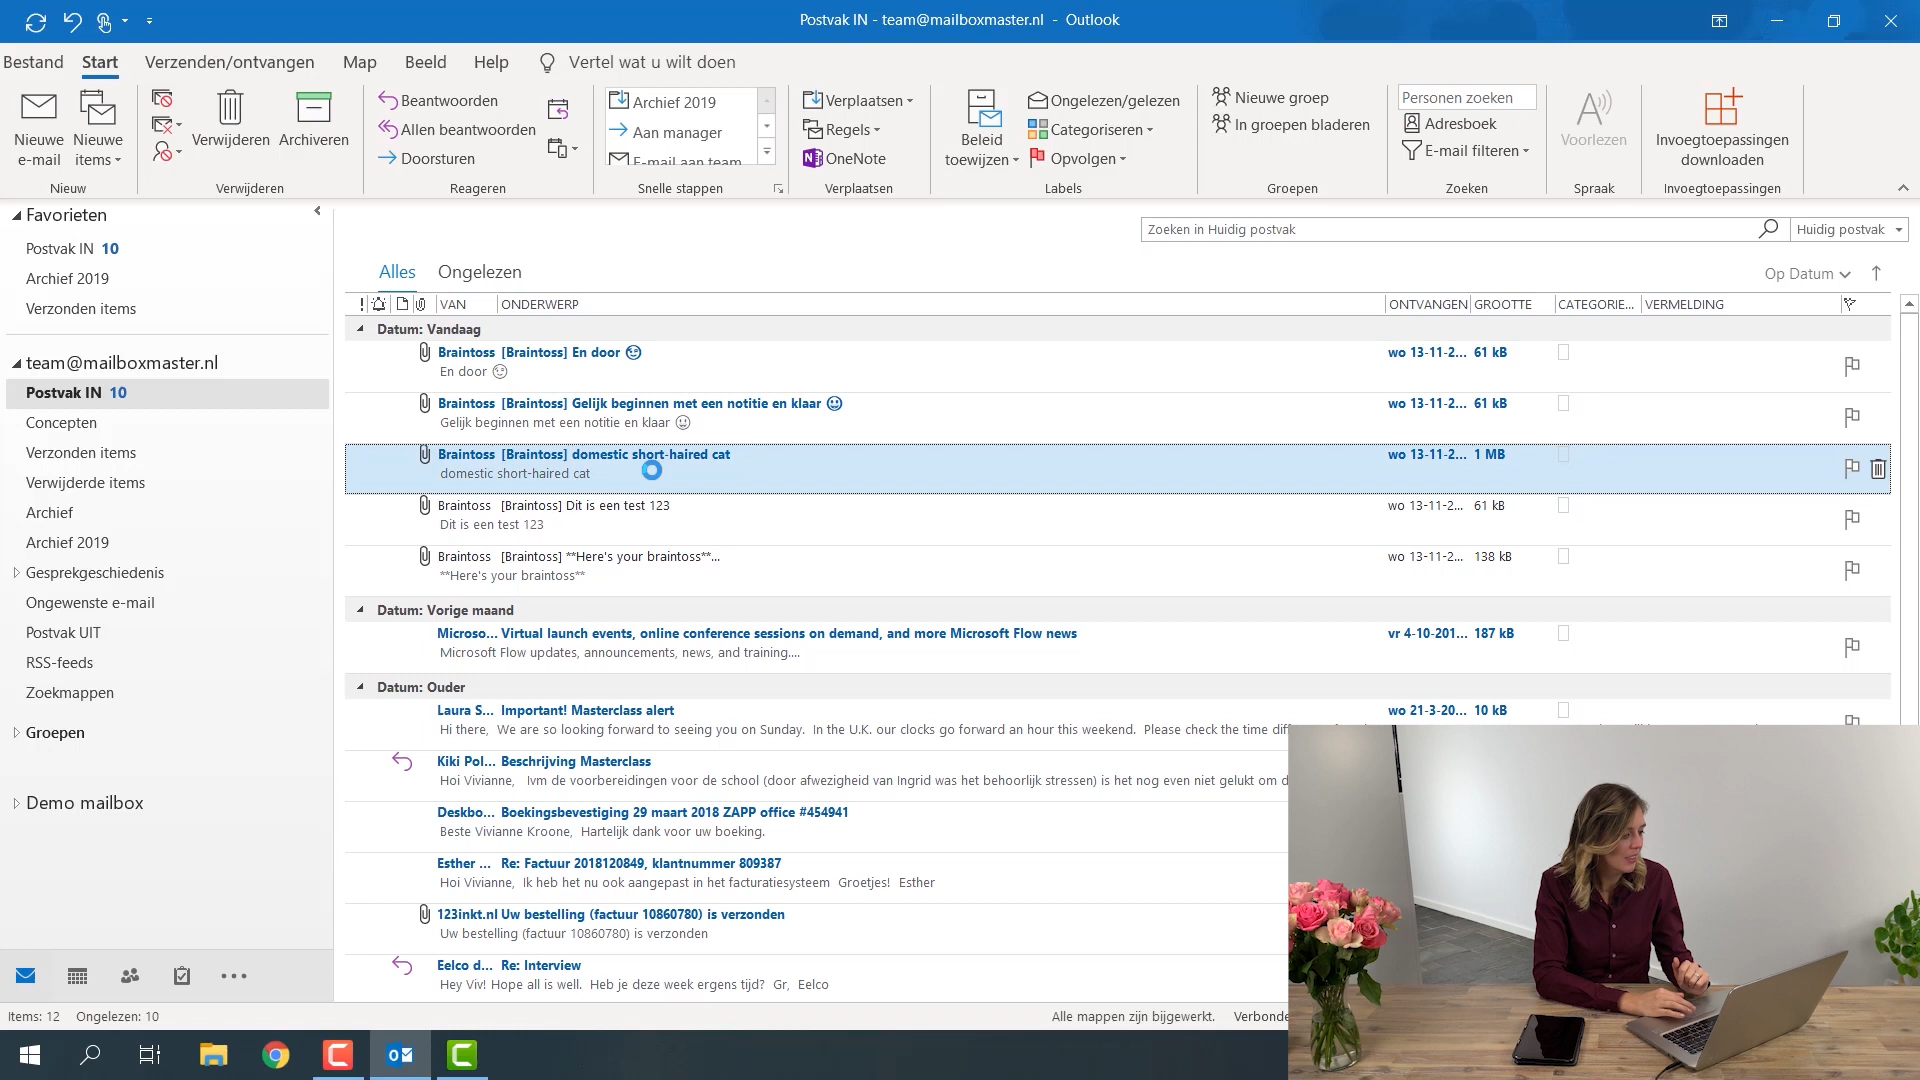 Postvak IN - team@mailboxmaster.nl - Outlook
Bestand Start Verzenden/ontvangen Map Beeld Help Vertel wat u wilt doen
Nieuwe e-mail
Nieuwe items
Nieuw
Verwijderen
Archiveren
Verwijderen
Beantwoorden
Allen beantwoorden
Doorsturen
Reageren
Archief 2019
Aan manager
E-mail aan team
Snelle stappen
Verplaatsen
Regels
OneNote
Verplaatsen
Beleid toewijzen
Ongelezen/gelezen
Categoriseren
Opvolgen
Labels
Nieuwe groep
In groepen bladeren
Groepen
Personen zoeken
Adresboek
E-mail filteren
Zoeken
Voorlezen
Spraak
Invoegtoepassingen downloaden
Invoegtoepassingen
Favorieten
Postvak IN 10
Archief 2019
Verzonden items
team@mailboxmaster.nl
Postvak IN 10
Concepten
Verzonden items
Verwijderde items
Archief
Archief 2019
Gesprekgeschiedenis
Ongewenste e-mail
Postvak UIT
RSS-feeds
Zoekmappen
Groepen
Demo mailbox
Zoeken in Huidig postvak
Huidig postvak
Alles Ongelezen
Op Datum
VAN ONDERWERP ONTVANGEN GROOTTE CATEGORIE... VERMELDING
Datum: Vandaag
Braintoss [Braintoss] En door 😉 wo 13-11-2... 61 kB
En door 😉
Braintoss [Braintoss] Gelijk beginnen met een notitie en klaar 😃 wo 13-11-2... 61 kB
Gelijk beginnen met een notitie en klaar 😃
Braintoss [Braintoss] domestic short-haired cat wo 13-11-2... 1 MB
domestic short-haired cat
Braintoss [Braintoss] Dit is een test 123 wo 13-11-2... 61 kB
Dit is een test 123
Braintoss [Braintoss] **Here's your braintoss**... wo 13-11-2... 138 kB
**Here's your braintoss**
Datum: Vorige maand
Microso... Virtual launch events, online conference sessions on demand, and more Microsoft Flow news vr 4-10-201... 187 kB
Microsoft Flow updates, announcements, news, and training....
Datum: Ouder
Laura S... Important! Masterclass alert wo 21-3-20... 10 kB
Hi there, We are so looking forward to seeing you on Sunday. In the U.K. our clocks go forward an hour this weekend. Please check the time
Kiki Pol... Beschrijving Masterclass
Hoi Vivianne, Ivm de voorbereidingen voor de school (door afwezigheid van Ingrid was het behoorlijk stressen) is het nog even niet gelukt om d
Deskbo... Boekingsbevestiging 29 maart 2018 ZAPP office #454941
Beste Vivianne Kroone, Hartelijk dank voor uw boeking.
Esther ... Re: Factuur 2018120849, klantnummer 809387
Hoi Vivianne, Ik heb het nu ook aangepast in het facturatiesysteem Groetjes! Esther
123inkt.nl Uw bestelling (factuur 10860780) is verzonden
Uw bestelling (factuur 10860780) is verzonden
Eelco d... Re: Interview
Hey Viv! Hope all is well. Heb je deze week ergens tijd? Gr, Eelco
Items: 12 Ongelezen: 10 Alle mappen zijn bijgewerkt. Verbonde